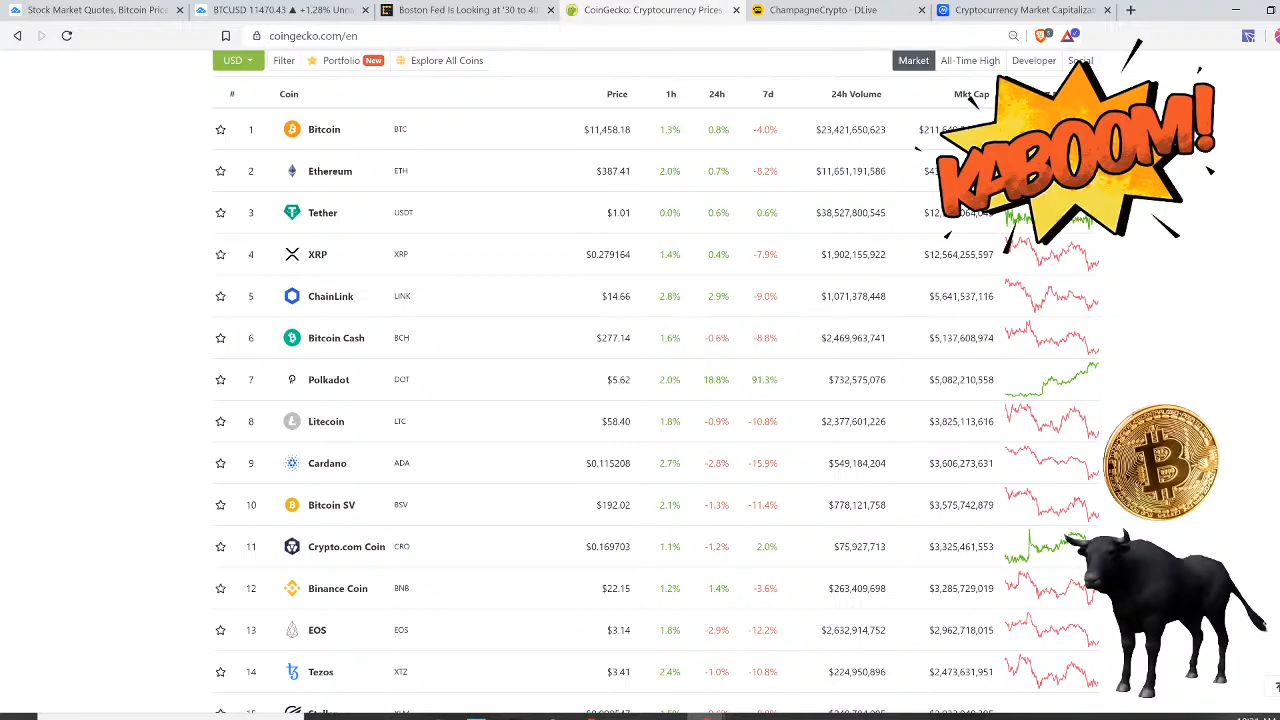 Stock Market Quotes, Bitcoin Price
BTCUSD 11470.43 ▲ +1.28% Unna
Boston Fed Is Looking at '30 to 40
CoinGecko: Cryptocurrency Prices
ChampagneCrypto - DLive
Cryptocurrency Market Capitalizat
coingecko.com/en
USD Filter Portfolio New Explore All Coins Market All-Time High Developer Social
# Coin Price 1h 24h 7d 24h Volume Mkt Cap
KABOOM!
1 Bitcoin BTC $11,458.18 1.3% 0.8% -4.0% $23,421,650,623
2 Ethereum ETH $387.41 2.0% 0.7% -8.2% $11,651,191,586
3 Tether USDT $1.01 0.0% 0.6% 0.6% $38,527,800,545
4 XRP XRP $0.279164 1.4% 0.4% -7.9% $1,902,155,922 $12,564,255,597
5 ChainLink LINK $14.66 2.8% 2.9% -9.0% $1,071,378,448 $5,641,537,116
6 Bitcoin Cash BCH $277.14 1.6% -0.6% -8.8% $2,469,963,741 $5,137,608,974
7 Polkadot DOT $5.62 2.0% 18.8% 91.3% $732,575,076 $5,082,210,558
8 Litecoin LTC $58.40 1.8% -0.9% -10.8% $2,377,601,226 $3,825,113,616
9 Cardano ADA $0.115208 2.7% -2.8% -15.9% $549,184,204 $3,606,273,631
10 Bitcoin SV BSV $192.02 2.1% -1.3% -11.4% $778,121,758 $3,575,742,879
11 Crypto.com Coin CRO $0.169703 1.1% -1.2% 2.0% $75,927,713 $3,325,461,553
12 Binance Coin BNB $22.15 1.2% 1.4% -3.6% $263,409,698 $3,285,729,019
13 EOS EOS $3.14 1.8% -2.9% -12.2% $2,632,914,752 $2,962,718,015
14 Tezos XTZ $3.41 2.4% -1.0% -10.8% $224,950,896 $2,473,631,951